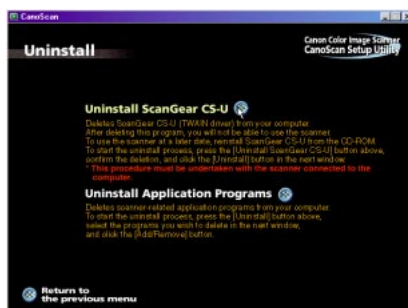 CanoScan
Uninstall
Canon Color Image Scanner
CanoScan Setup Utility
Uninstall ScanGear CS-U
Deletes ScanGear CS-U (TWAIN driver) from your computer.
After deleting this program, you will not be able to use the scanner.
To use the scanner at a later date, reinstall ScanGear CS-U from the CD-ROM.
To start the uninstall process, press the [Uninstall ScanGear CS-U] button above,
confirm the deletion, and click the [Uninstall] button in the next window.
* This procedure must be undertaken with the scanner connected to the
computer.
Uninstall Application Programs
Deletes scanner-related application programs from your computer.
To start the uninstall process, press the [Uninstall] button above,
select the programs you wish to delete in the next window,
and click the [Add/Remove] button.
Return to
the previous menu